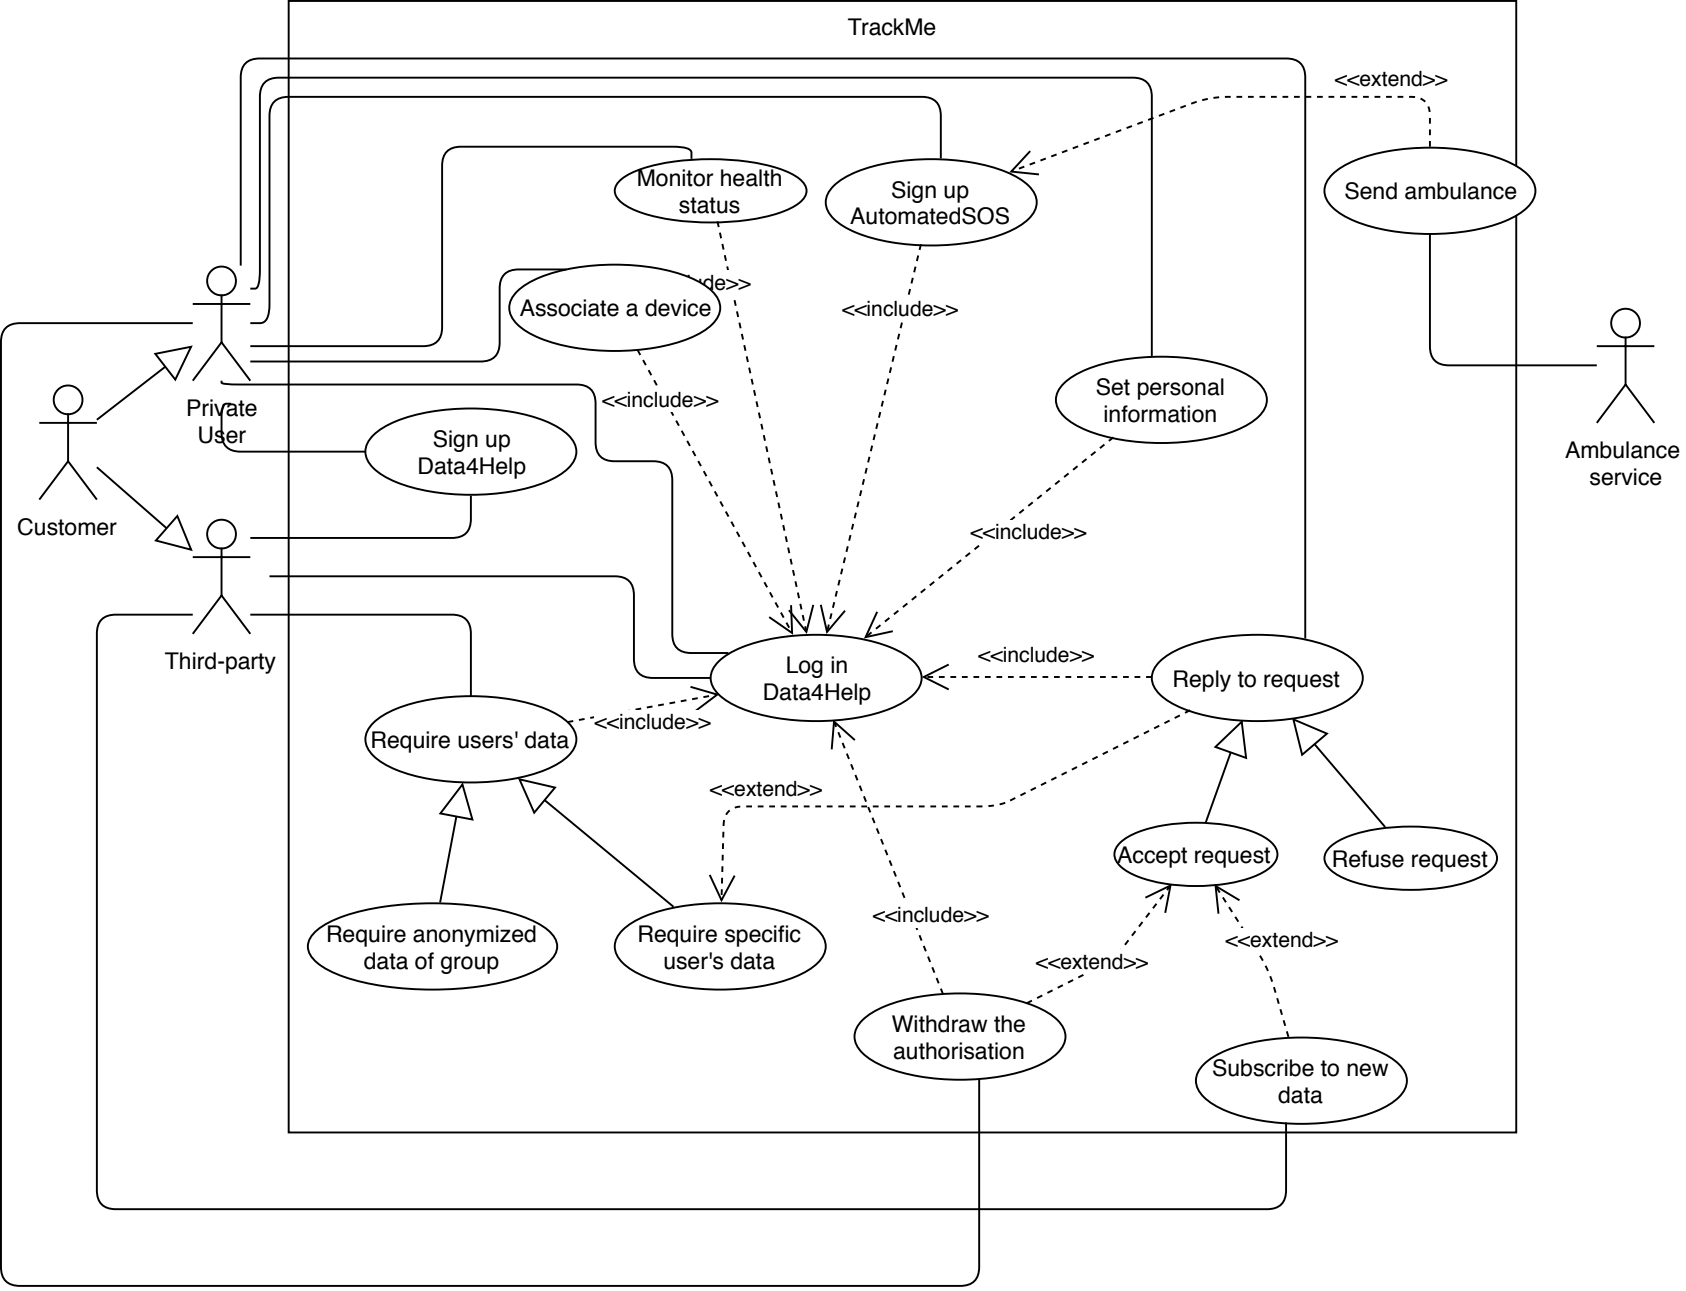 TrackMe
<<extend>>
Monitor health
status
Sign up
AutomatedSOS
Send ambulance
Associate a device
<<include>>
<<include>>
Set personal
information
Private
User
Sign up
Data4Help
Customer
Ambulance
service
<<include>>
Third-party
Log in
Data4Help
<<include>>
Reply to request
Require users' data
<<include>>
<<extend>>
Accept request
Refuse request
Require anonymized
data of group
Require specific
user's data
<<include>>
<<extend>>
<<extend>>
Withdraw the
authorisation
Subscribe to new
data